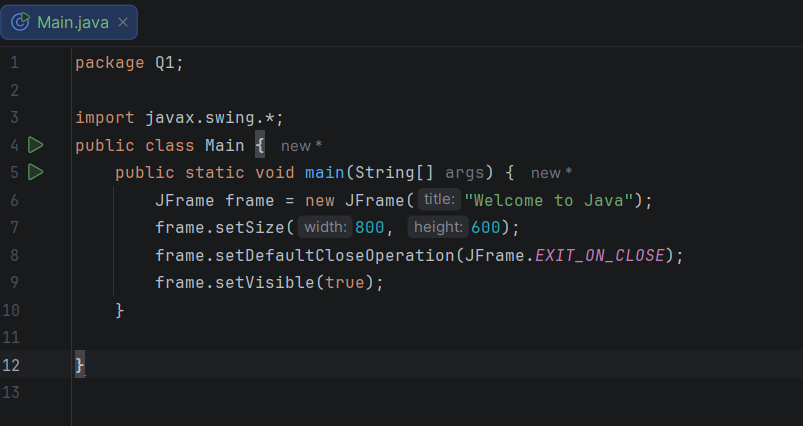 Main.java
1 package Q1;
2
3 import javax.swing.*;
4 public class Main { new *
5 public static void main(String[] args) { new *
6 JFrame frame = new JFrame( title: "Welcome to Java");
7 frame.setSize( width: 800, height: 600);
8 frame.setDefaultCloseOperation(JFrame.EXIT_ON_CLOSE);
9 frame.setVisible(true);
10 }
11
12 }
13